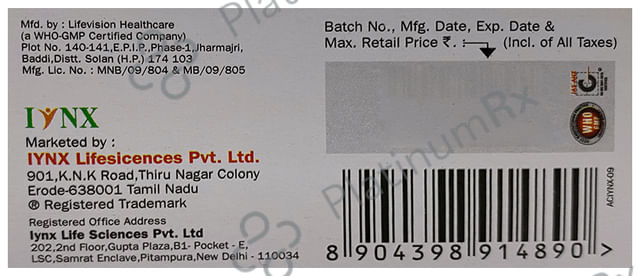 Mfd. by : Lifevision Healthcare
(a WHO-GMP Certified Company)
Plot No. 140-141,E.P.I.P.,Phase-1,Jharmajri,
Baddi,Distt. Solan (H.P.) 174 103
Mfg. Lic. No. : MNB/09/804 & MB/09/805
IYNX
Marketed by :
IYNX Lifesicences Pvt. Ltd.
901,K.N.K Road,Thiru Nagar Colony
Erode-638001 Tamil Nadu
® Registered Trademark
Registered Office Address
Iynx Life Sciences Pvt. Ltd
202,2nd Floor,Gupta Plaza,B1- Pocket - E,
LSC,Samrat Enclave,Pitampura,New Delhi - 110034
Batch No., Mfg. Date, Exp. Date &
Max. Retail Price ₹. : (Incl. of All Taxes)
WHO
GMP
ACIYNX-09
8 904398 914890 >
PlatinumRx